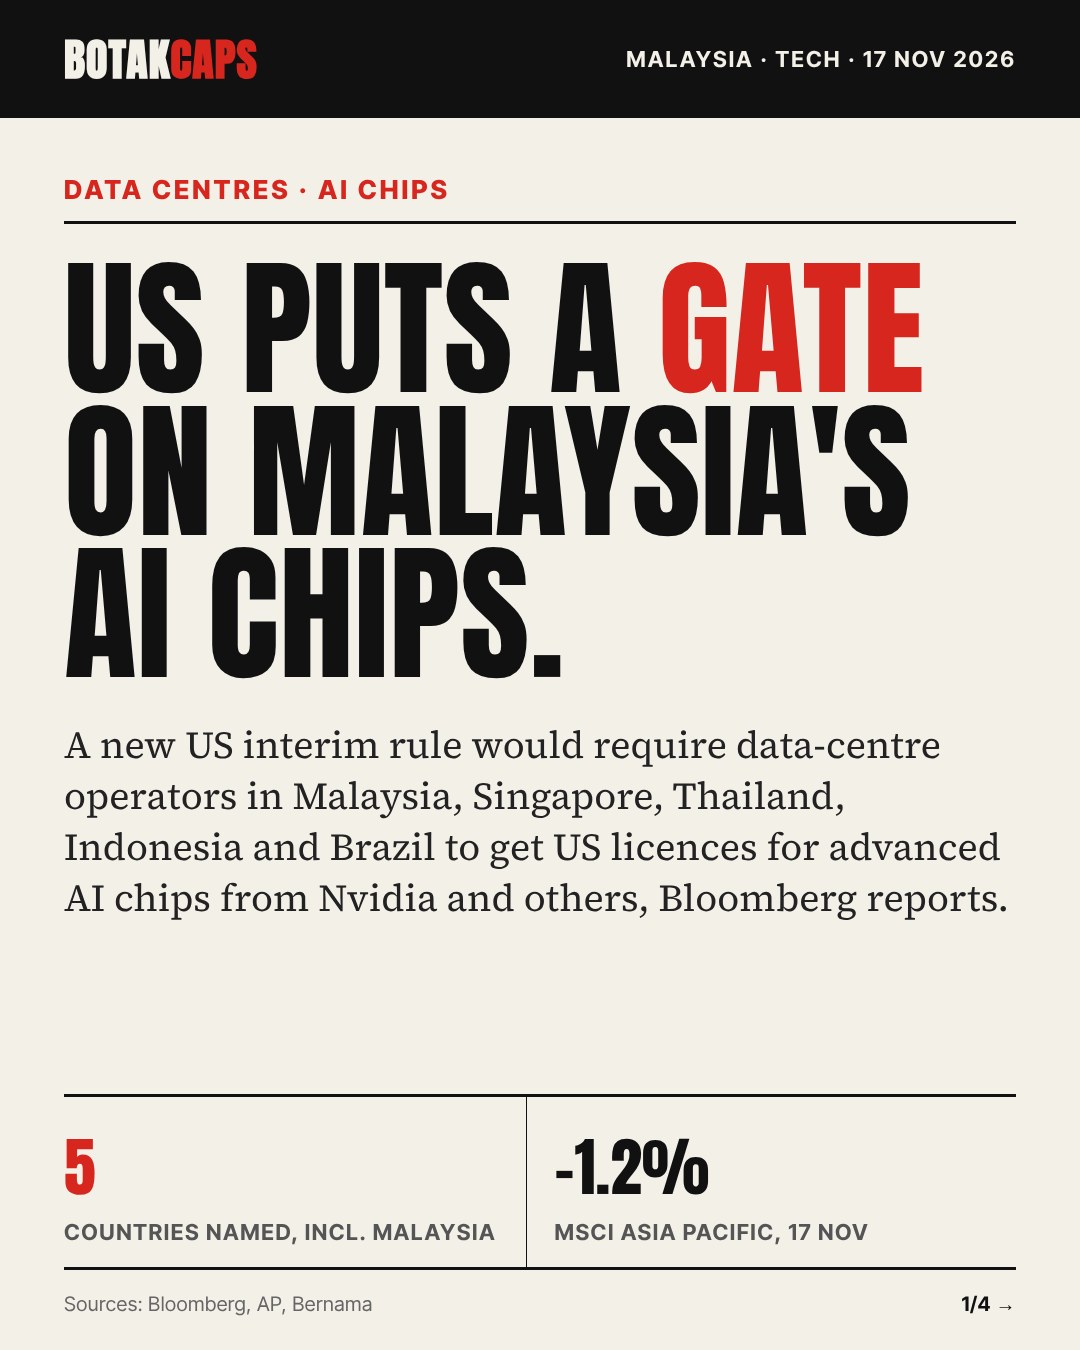 BOTAKCAPS
MALAYSIA · TECH · 17 NOV 2026
DATA CENTRES · AI CHIPS
US PUTS A GATE
ON MALAYSIA'S
AI CHIPS.
A new US interim rule would require data-centre
operators in Malaysia, Singapore, Thailand,
Indonesia and Brazil to get US licences for advanced
AI chips from Nvidia and others, Bloomberg reports.
5
COUNTRIES NAMED, INCL. MALAYSIA
-1.2%
MSCI ASIA PACIFIC, 17 NOV
Sources: Bloomberg, AP, Bernama
1/4 →